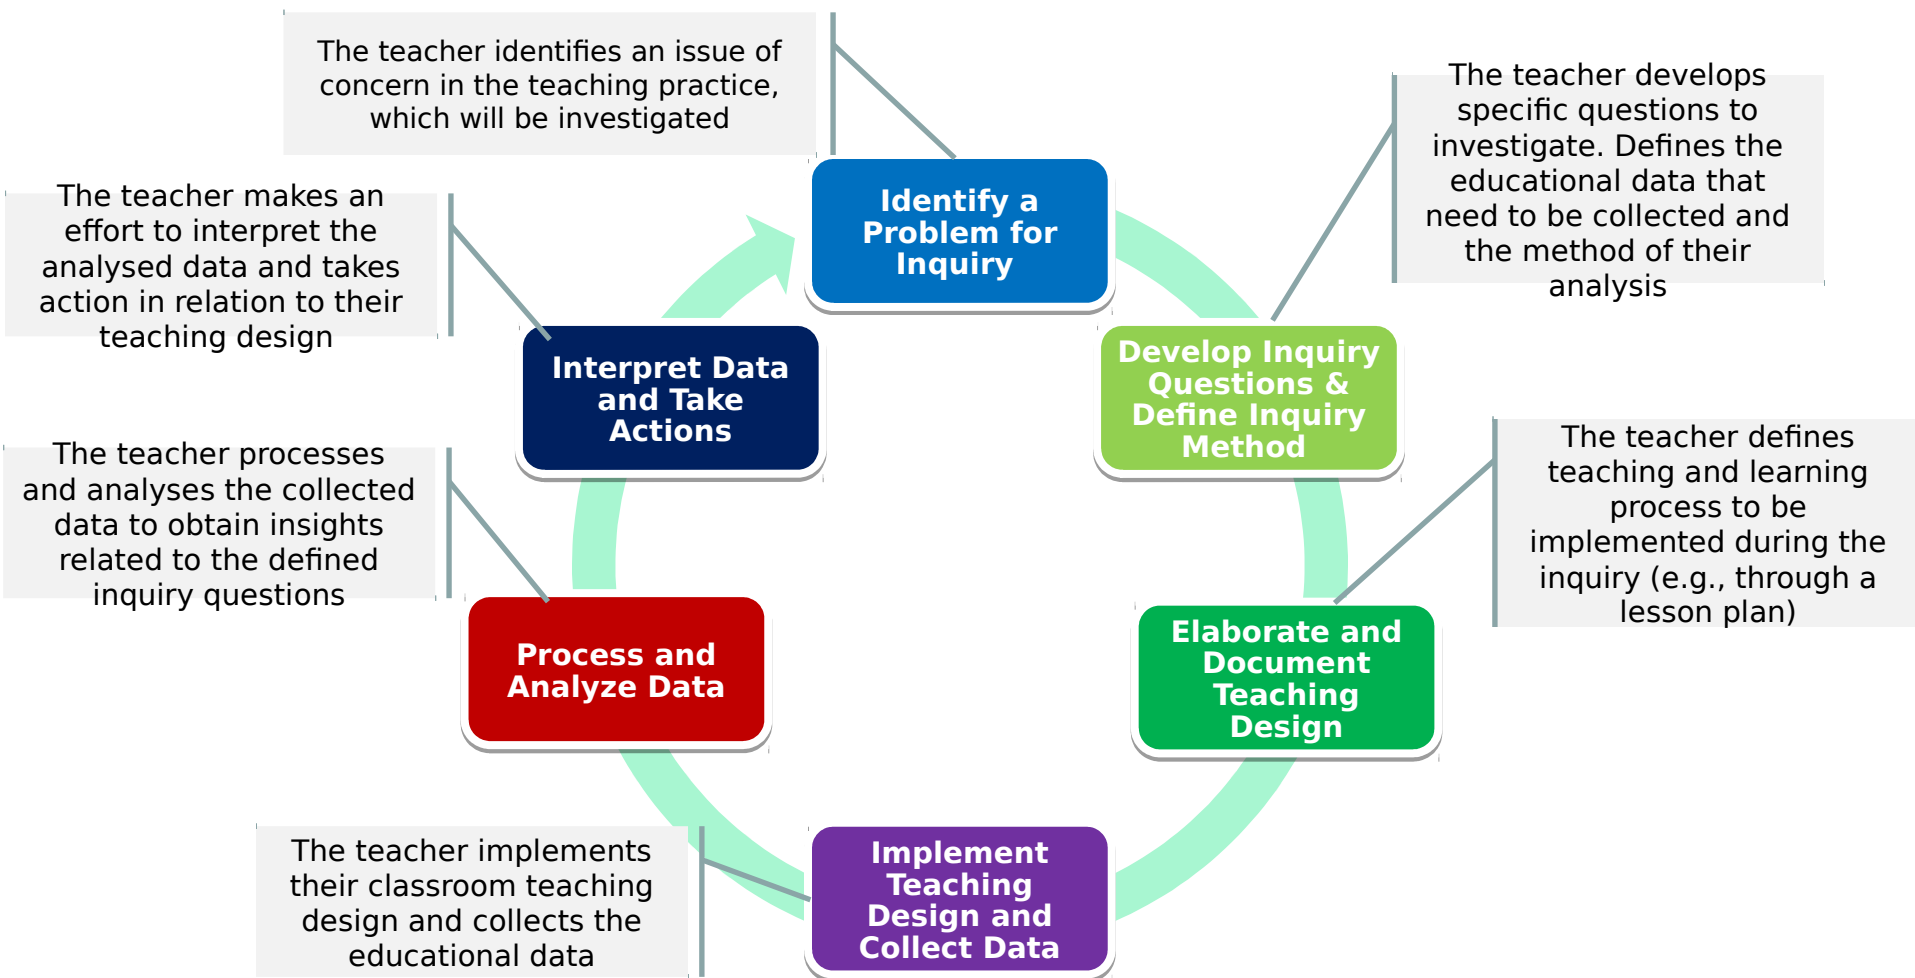 The teacher identifies an issue of
concern in the teaching practice,
which will be investigated
Identify a
Problem for
Inquiry
The teacher develops
specific questions to
investigate. Defines the
educational data that
need to be collected and
the method of their
analysis
Develop Inquiry
Questions &
Define Inquiry
Method
The teacher defines
teaching and learning
process to be
implemented during the
inquiry (e.g., through a
lesson plan)
Elaborate and
Document
Teaching
Design
The teacher implements
their classroom teaching
design and collects the
educational data
Implement
Teaching
Design and
Collect Data
The teacher processes
and analyses the collected
data to obtain insights
related to the defined
inquiry questions
Process and
Analyze Data
The teacher makes an
effort to interpret the
analysed data and takes
action in relation to their
teaching design
Interpret Data
and Take
Actions